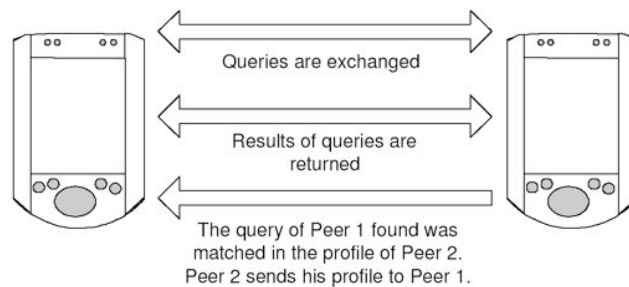 Queries are exchanged
Results of queries are
returned
The query of Peer 1 found was
matched in the profile of Peer 2.
Peer 2 sends his profile to Peer 1.